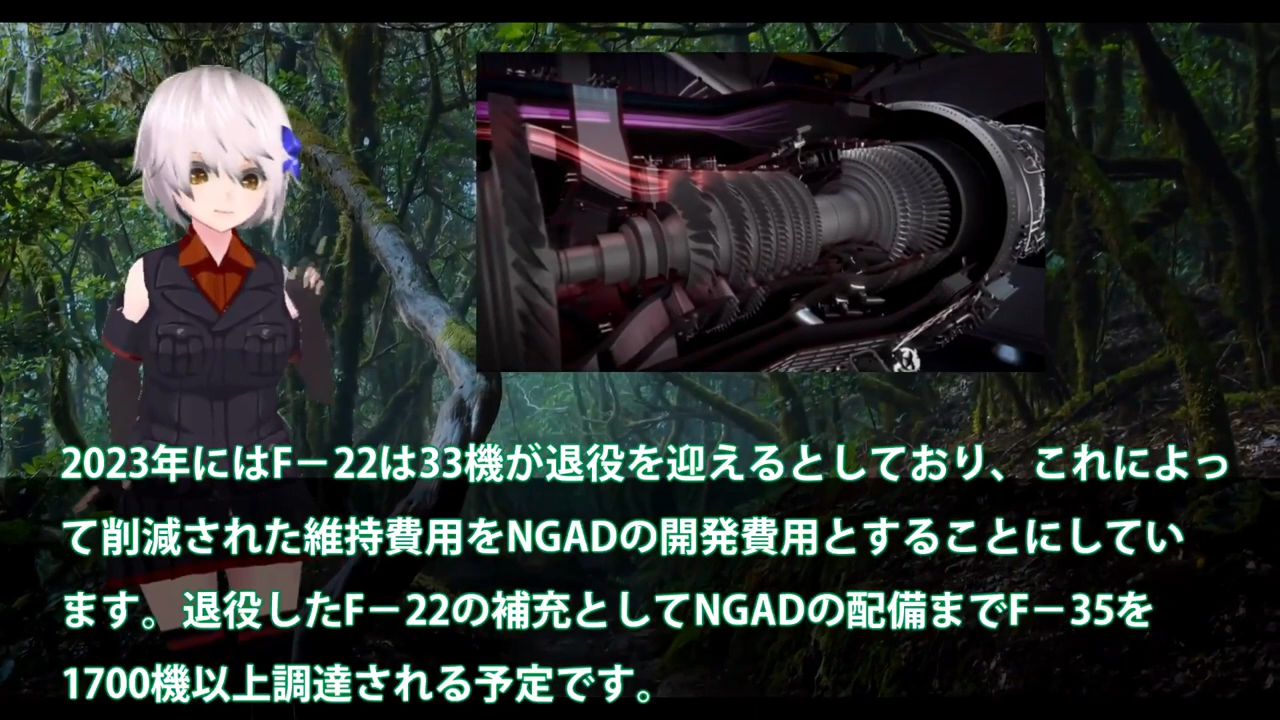 2023年にはF－22は33機が退役を迎えるとしており、これによっ
て削減された維持費用をNGADの開発費用とすることにしてい
ます。退役したF－22の補充としてNGADの配備までF－35を
1700機以上調達される予定です。